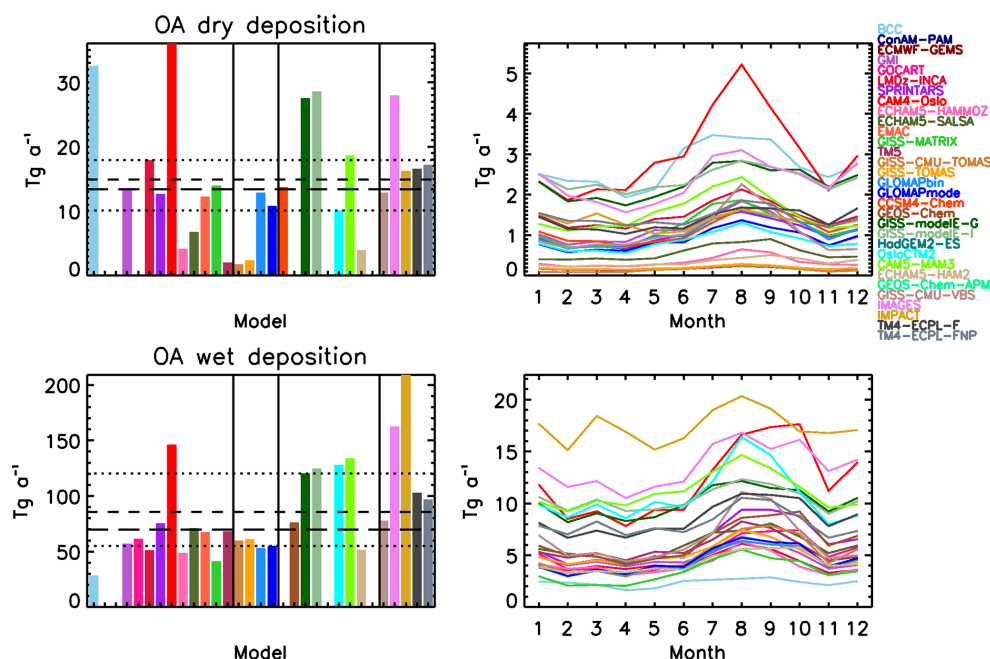 OA dry deposition
Tg a⁻¹
30
20
10
0
Model
Tg a⁻¹
5
4
3
2
1
0
1 2 3 4 5 6 7 8 9 10 11 12
Month
BCC
CanAM-PAM
ECMWF-GEMS
GMI
GOCART
LMDz-INCA
SPRINTARS
CAM4-Oslo
ECHAM5-HAMMOZ
ECHAM5-SALSA
EMAC
GISS-MATRIX
TM5
GISS-CMU-TOMAS
GISS-TOMAS
GLOMAPbin
GLOMAPmode
CCSM4-Chem
GEOS-Chem
GISS-modelE-G
GISS-modelE-I
HadGEM2-ES
OsloCTM2
CAM5-MAM3
ECHAM5-HAM2
GEOS-Chem-APM
GISS-CMU-VBS
IMAGES
IMPACT
TM4-ECPL-F
TM4-ECPL-FNP
OA wet deposition
Tg a⁻¹
200
150
100
50
0
Model
Tg a⁻¹
20
15
10
5
0
1 2 3 4 5 6 7 8 9 10 11 12
Month